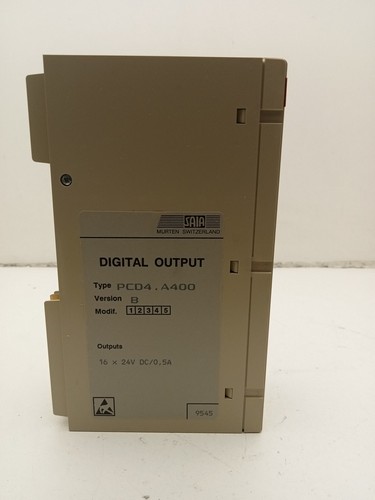 SAIA
MURTEN SWITZERLAND
DIGITAL OUTPUT
Type PCD4.A400
Version B
Modif. 1 2 3 4 5
Outputs
16 x 24V DC/0,5A
9545